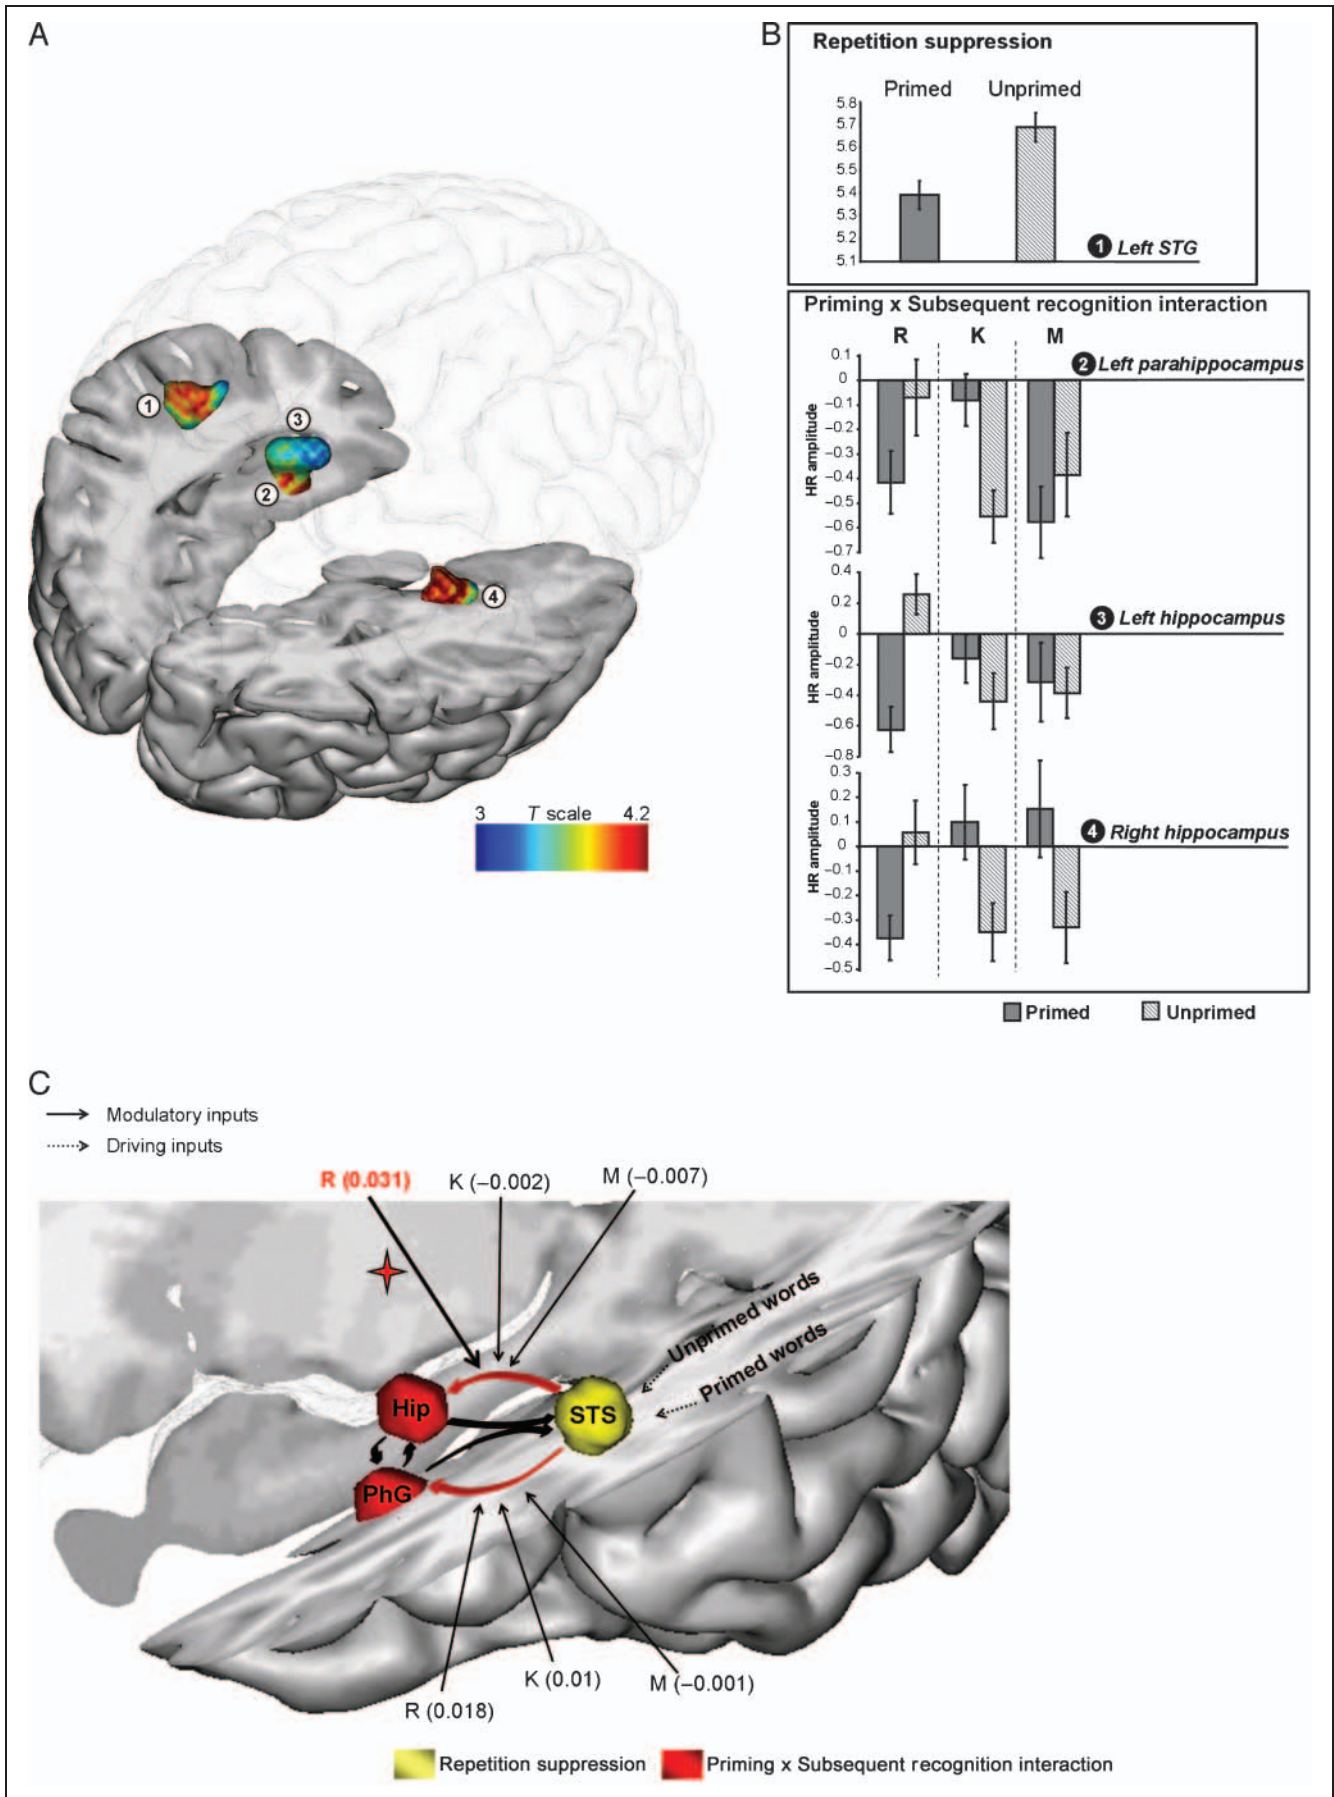 A
1
3
2
4
3 T scale 4.2
B
Repetition suppression
Primed Unprimed
5.8
5.7
5.6
5.5
5.4
5.3
5.2
5.1
1 Left STG
Priming x Subsequent recognition interaction
R K M
HR amplitude
0.1
0
−0.1
−0.2
−0.3
−0.4
−0.5
−0.6
−0.7
2 Left parahippocampus
HR amplitude
0.4
0.2
0
−0.2
−0.4
−0.6
−0.8
3 Left hippocampus
HR amplitude
0.3
0.2
0.1
0
−0.1
−0.2
−0.3
−0.4
−0.5
4 Right hippocampus
Primed Unprimed
C
Modulatory inputs
Driving inputs
R (0.031) K (−0.002) M (−0.007)
Unprimed words
Primed words
Hip
STS
PhG
R (0.018)
K (0.01)
M (−0.001)
Repetition suppression Priming x Subsequent recognition interaction